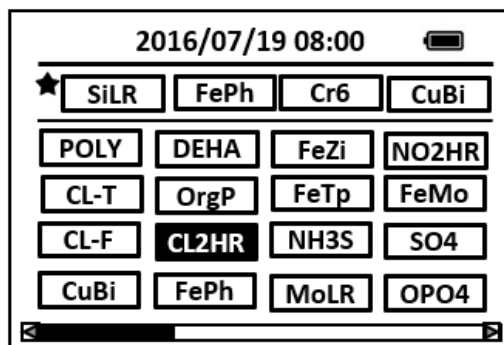 2016/07/19 08:00
SiLR FePh Cr6 CuBi
POLY DEHA FeZi NO2HR
CL-T OrgP FeTp FeMo
CL-F CL2HR NH3S SO4
CuBi FePh MoLR OPO4